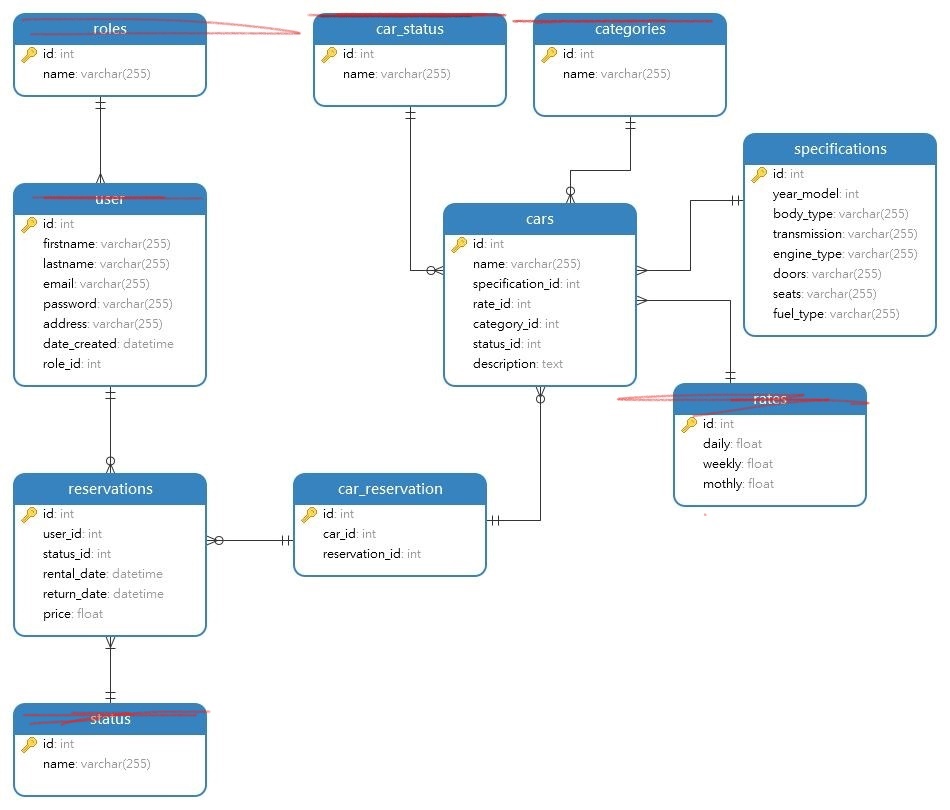 roles
id: int
name: varchar(255)
car_status
id: int
name: varchar(255)
categories
id: int
name: varchar(255)
specifications
id: int
year_model: int
body_type: varchar(255)
transmission: varchar(255)
engine_type: varchar(255)
doors: varchar(255)
seats: varchar(255)
fuel_type: varchar(255)
user
id: int
firstname: varchar(255)
lastname: varchar(255)
email: varchar(255)
password: varchar(255)
address: varchar(255)
date_created: datetime
role_id: int
cars
id: int
name: varchar(255)
specification_id: int
rate_id: int
category_id: int
status_id: int
description: text
rates
id: int
daily: float
weekly: float
mothly: float
reservations
id: int
user_id: int
status_id: int
rental_date: datetime
return_date: datetime
price: float
car_reservation
id: int
car_id: int
reservation_id: int
status
id: int
name: varchar(255)